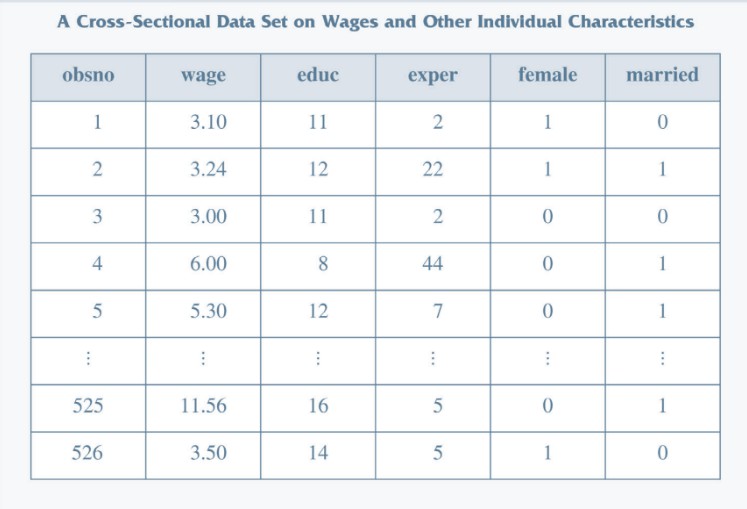 A Cross-Sectional Data Set on Wages and Other Individual Characteristics
obsno wage educ exper female married
1 3.10 11 2 1 0
2 3.24 12 22 1 1
3 3.00 11 2 0 0
4 6.00 8 44 0 1
5 5.30 12 7 0 1
⋮ ⋮ ⋮ ⋮ ⋮ ⋮
525 11.56 16 5 0 1
526 3.50 14 5 1 0